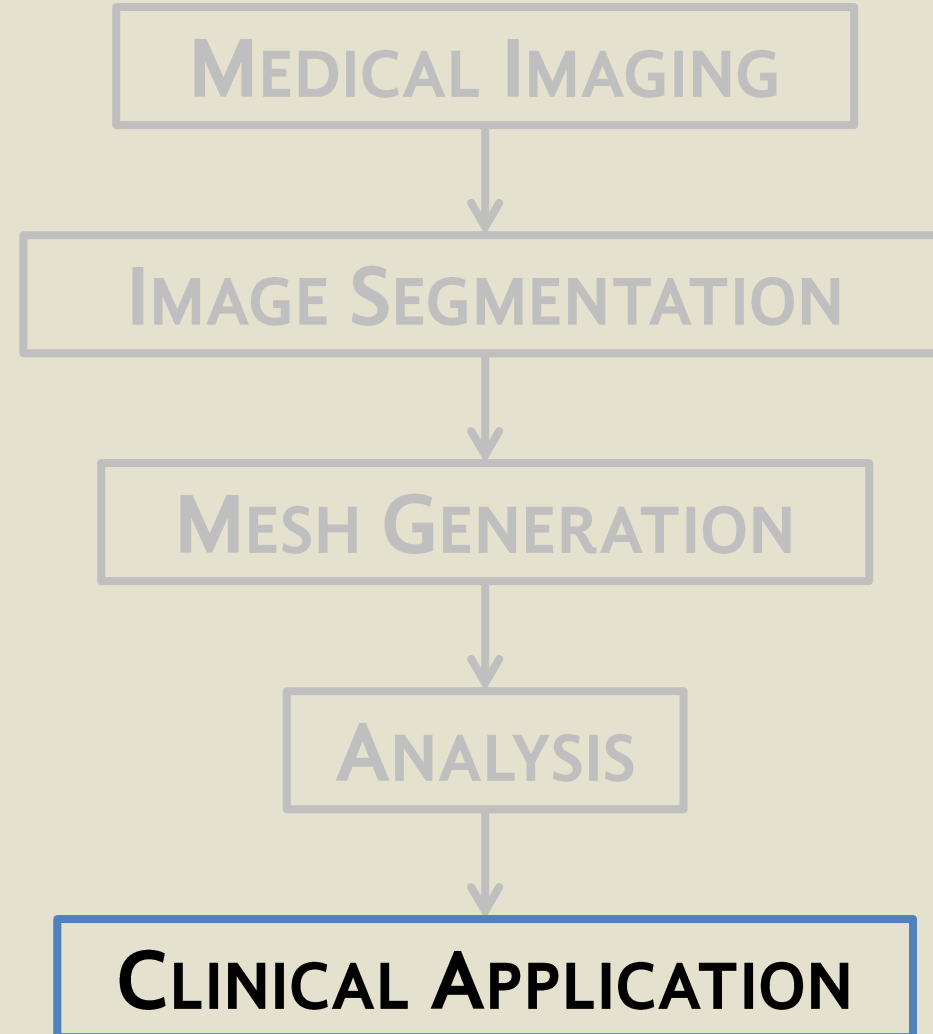 MEDICAL IMAGING
IMAGE SEGMENTATION
MESH GENERATION
ANALYSIS
CLINICAL APPLICATION